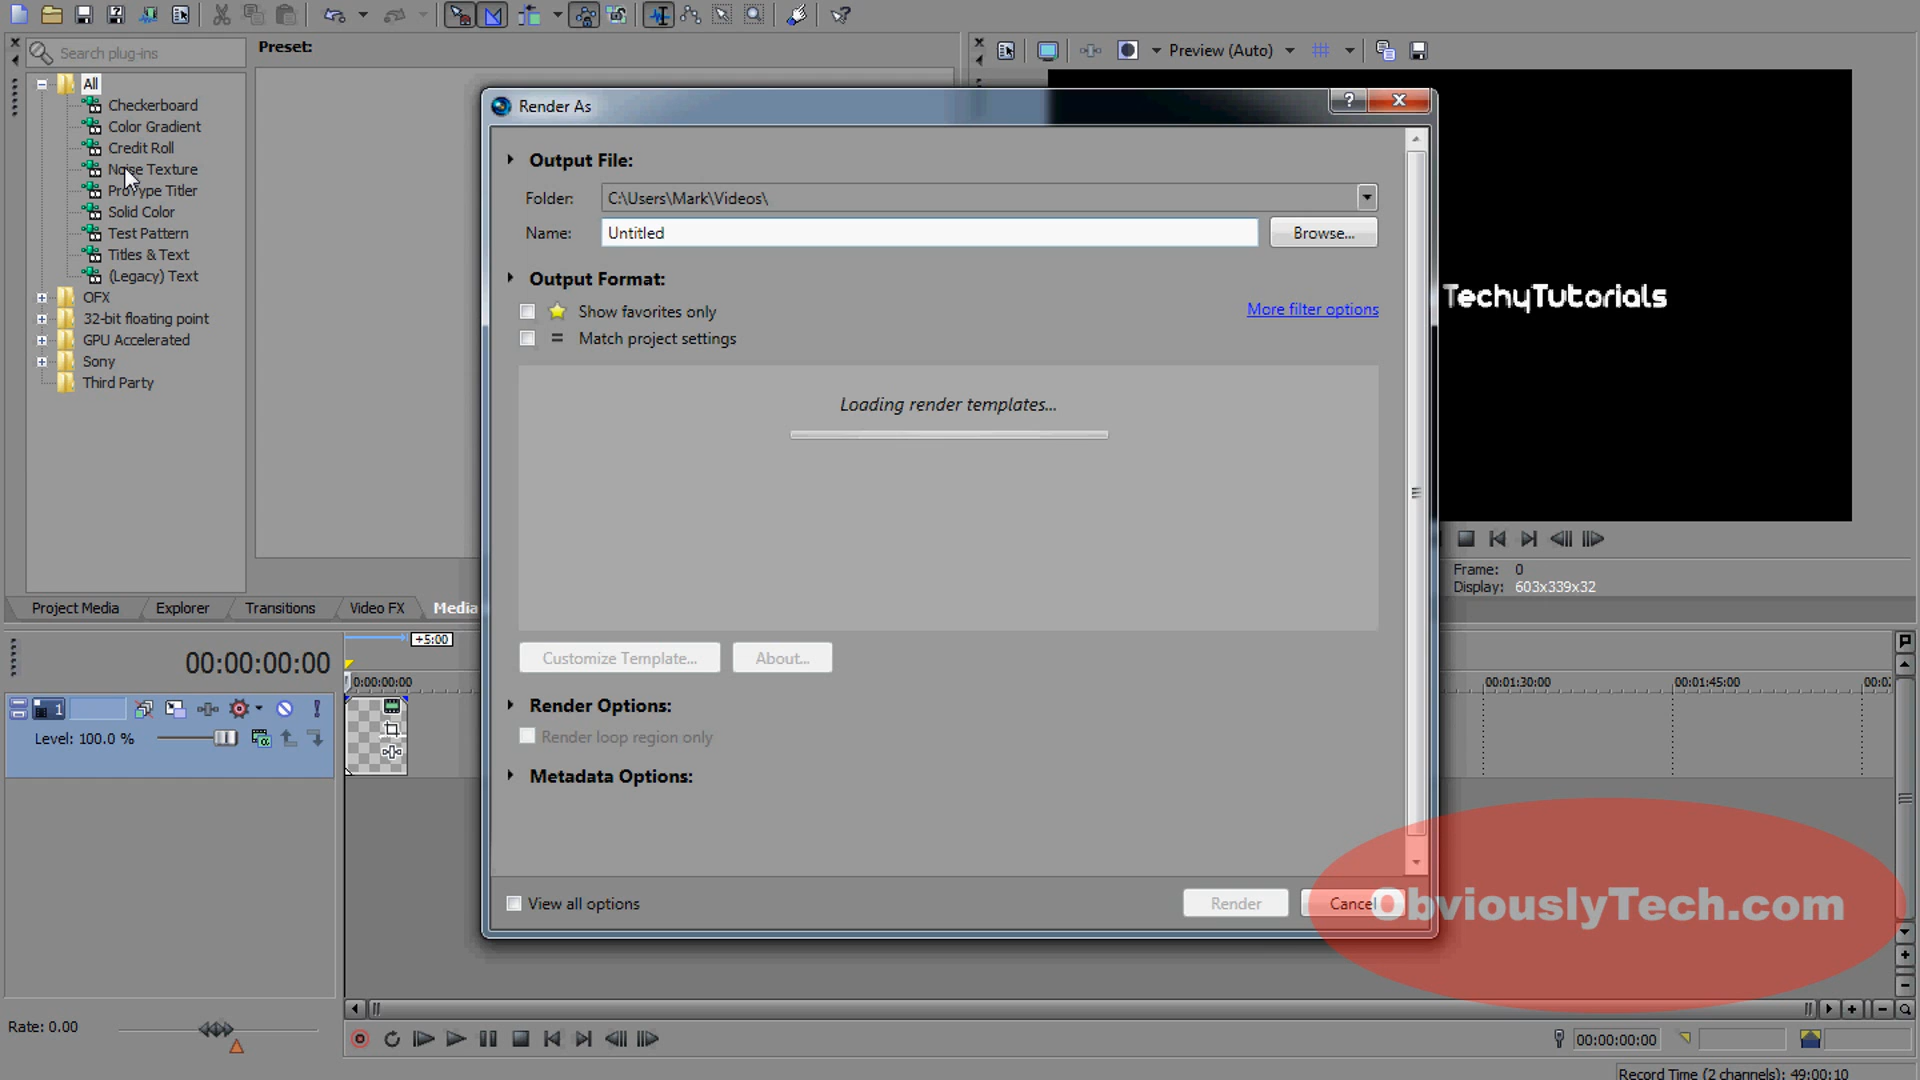 Search plug-ins
Preset:
All
Checkerboard
Color Gradient
Credit Roll
Noise Texture
ProType Titler
Solid Color
Test Pattern
Titles & Text
(Legacy) Text
OFX
32-bit floating point
GPU Accelerated
Sony
Third Party
Project Media
Explorer
Transitions
Video FX
Media
Preview (Auto)
TechyTutorials
Frame: 0
Display: 603x339x32
Render As
?
Output File:
Folder: C:\Users\Mark\Videos\
Name: Untitled
Browse...
Output Format:
Show favorites only
More filter options
= Match project settings
Loading render templates...
Customize Template...
About...
Render Options:
Render loop region only
Metadata Options:
View all options
Render
Cancel
ObviouslyTech.com
00:00:00:00
+5:00
0:00:00:00
00:01:30:00
00:01:45:00
1
Level: 100.0 %
Rate: 0.00
00:00:00:00
Record Time (2 channels): 49:00:10